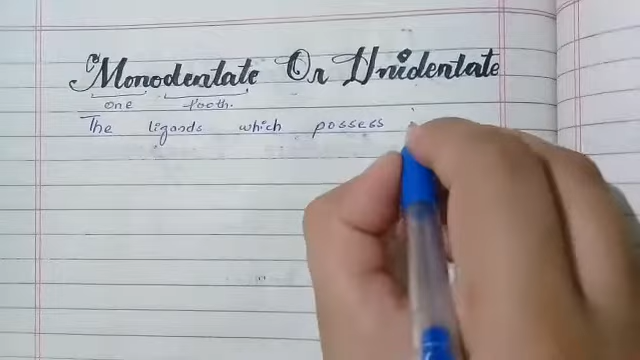 Monodentate Or Unidentate
one tooth.
The ligands which possess